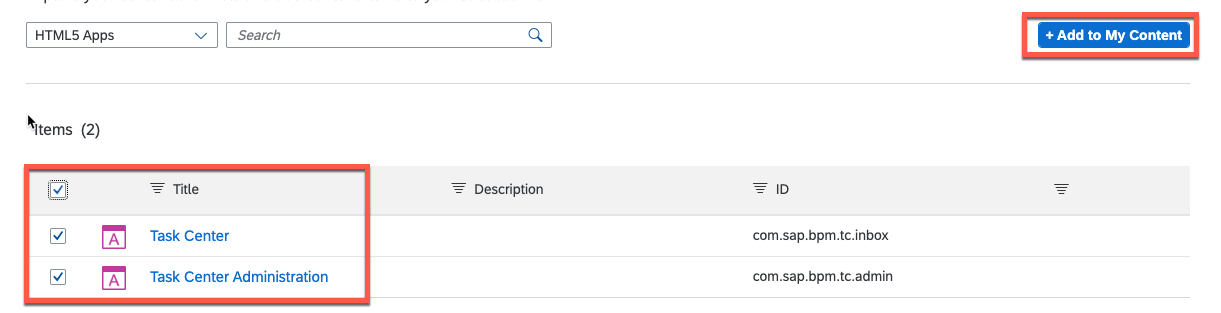 HTML5 Apps
Search
+ Add to My Content
Items (2)
Title Description ID
A Task Center com.sap.bpm.tc.inbox
A Task Center Administration com.sap.bpm.tc.admin